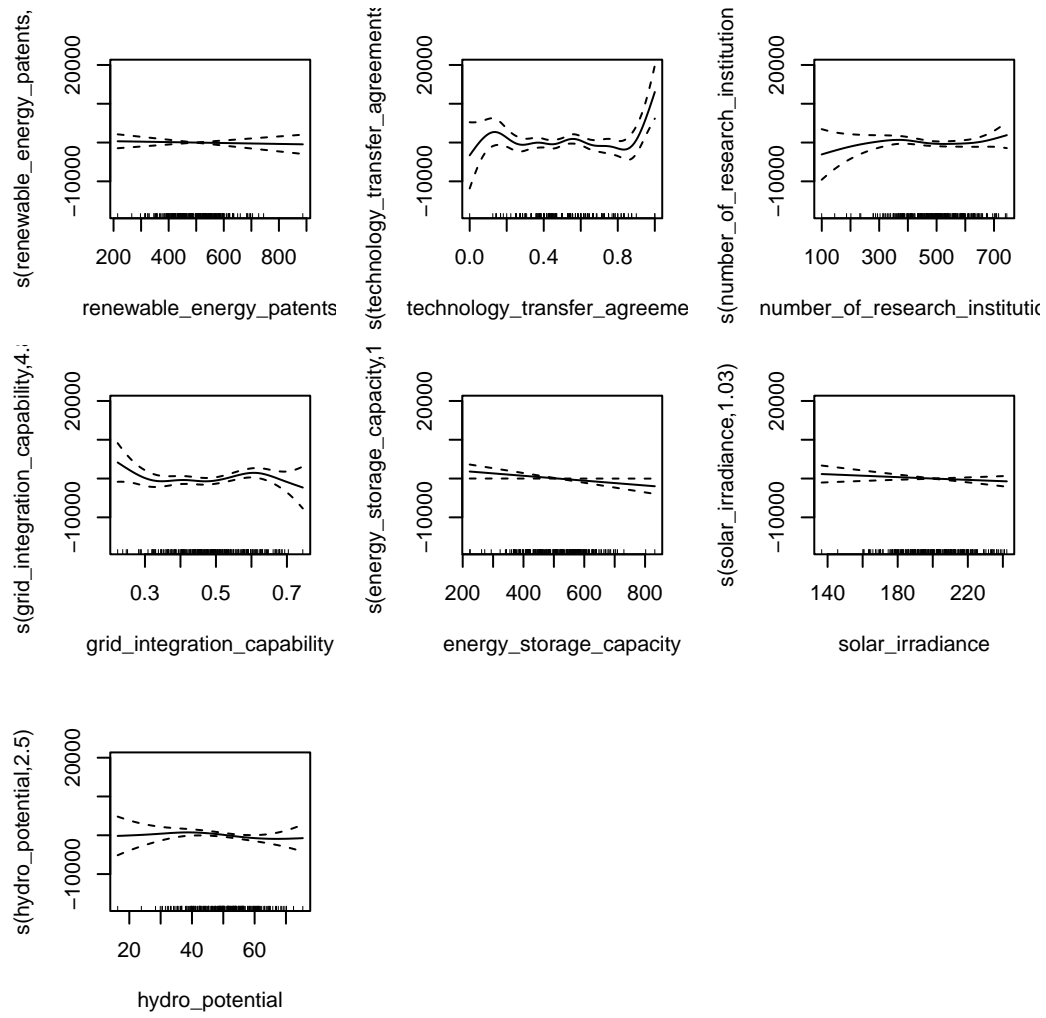 s(renewable_energy_patents,
20000
-10000
200 400 600 800
renewable_energy_patents
s(technology_transfer_agreements
20000
-10000
0.0 0.4 0.8
technology_transfer_agreeme
s(number_of_research_institution
20000
-10000
100 300 500 700
number_of_research_institutio
s(grid_integration_capability,4.
20000
-10000
0.3 0.5 0.7
grid_integration_capability
s(energy_storage_capacity,1
20000
-10000
200 400 600 800
energy_storage_capacity
s(solar_irradiance,1.03)
20000
-10000
140 180 220
solar_irradiance
s(hydro_potential,2.5)
20000
-10000
20 40 60
hydro_potential